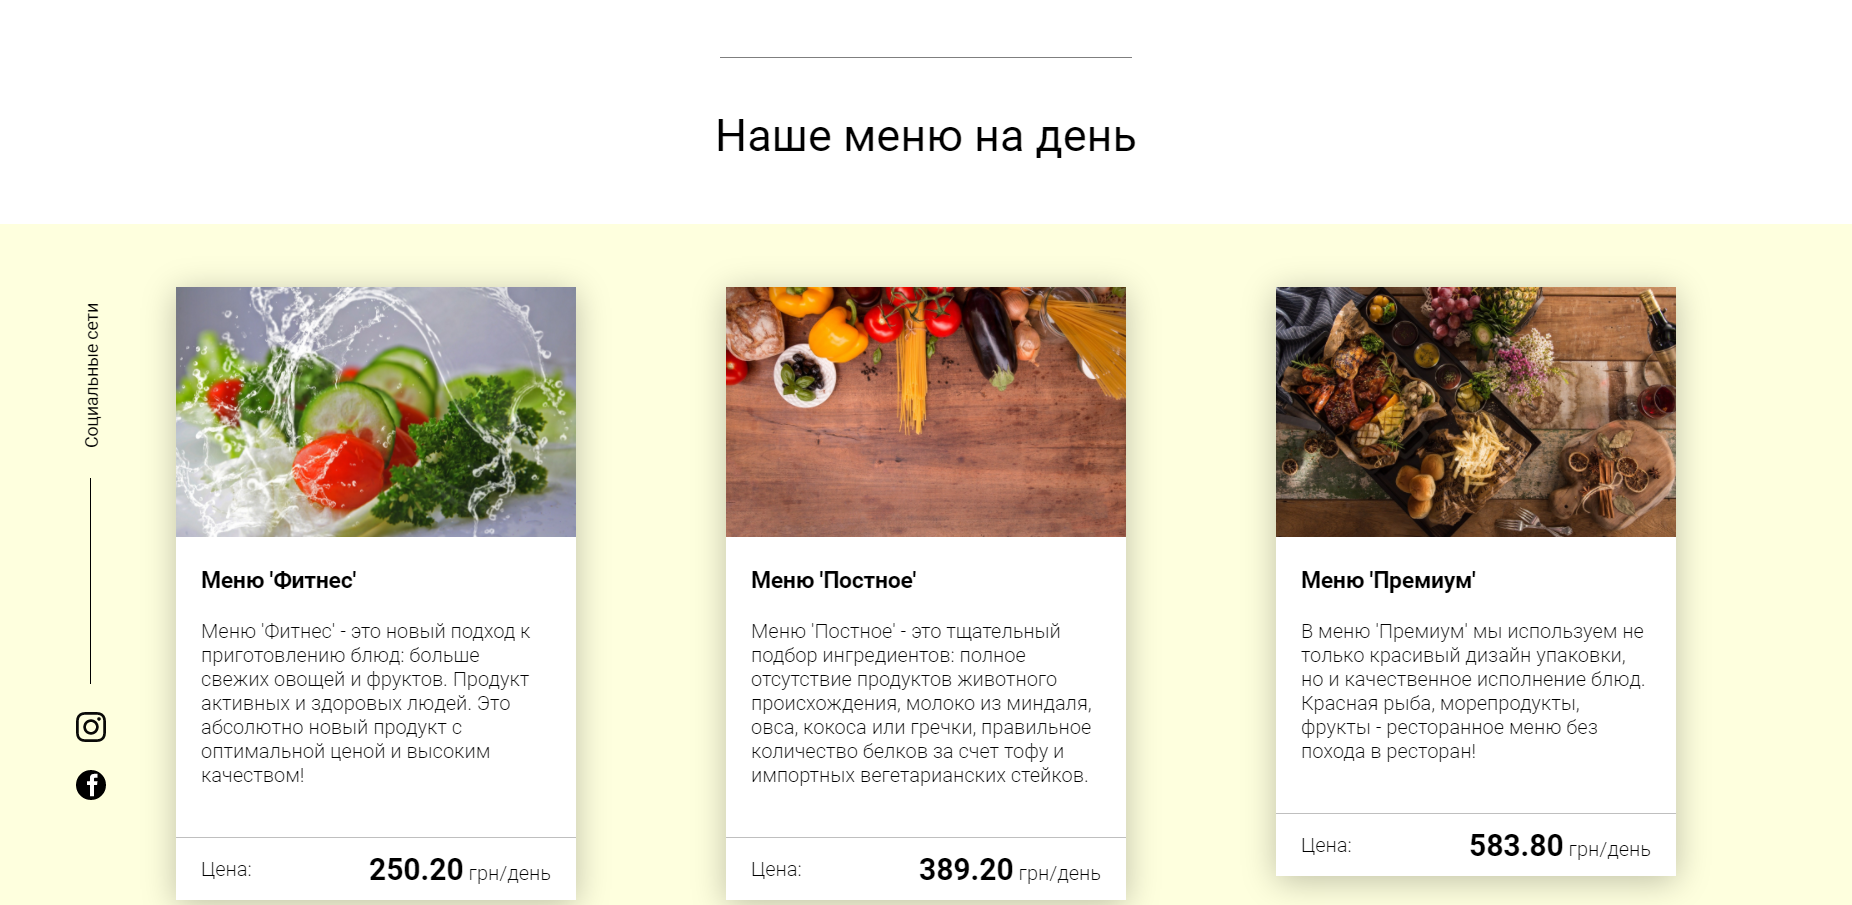 Наше меню на день
Социальные сети
Меню 'Фитнес'
Меню 'Фитнес' - это новый подход к
приготовлению блюд: больше
свежих овощей и фруктов. Продукт
активных и здоровых людей. Это
абсолютно новый продукт с
оптимальной ценой и высоким
качеством!
Цена: 250.20 грн/день
Меню 'Постное'
Меню 'Постное' - это тщательный
подбор ингредиентов: полное
отсутствие продуктов животного
происхождения, молоко из миндаля,
овса, кокоса или гречки, правильное
количество белков за счет тофу и
импортных вегетарианских стейков.
Цена: 389.20 грн/день
Меню 'Премиум'
В меню 'Премиум' мы используем не
только красивый дизайн упаковки,
но и качественное исполнение блюд.
Красная рыба, морепродукты,
фрукты - ресторанное меню без
похода в ресторан!
Цена: 583.80 грн/день